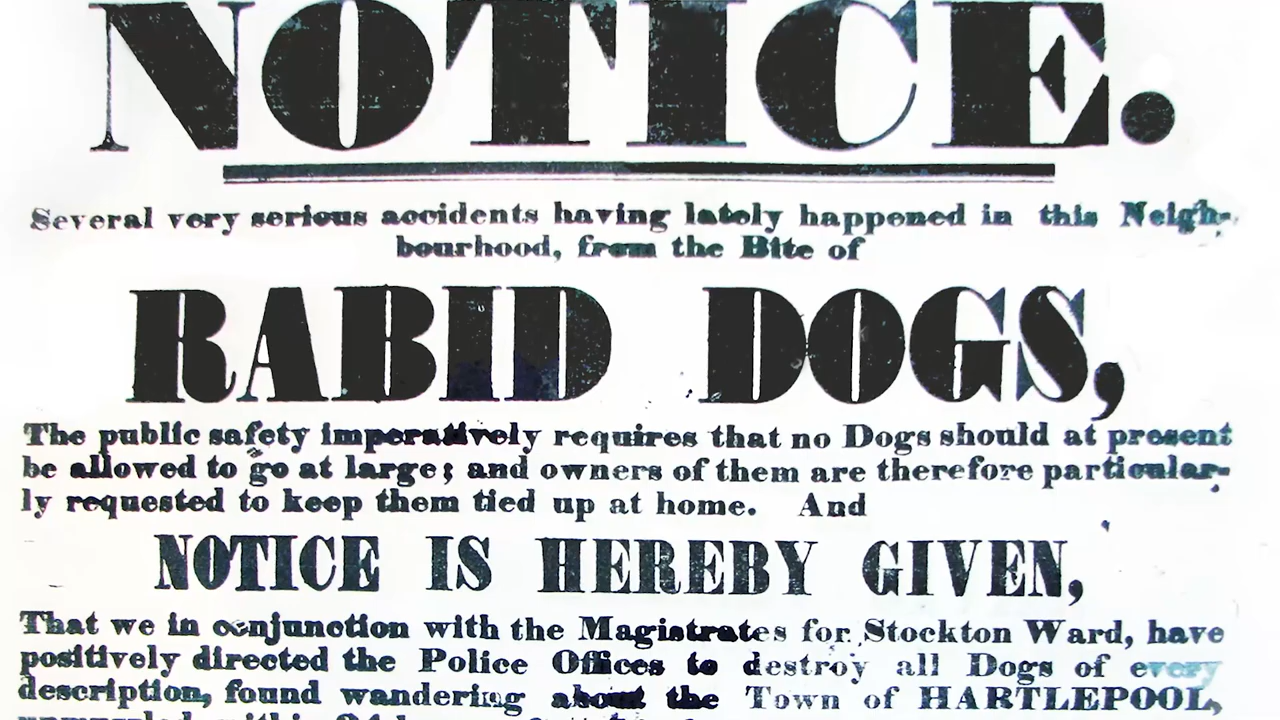 NOTICE.
Several very serious accidents having lately happened in this Neigh-
bourhood, from the Bite of
RABID DOGS,
The public safety imperatively requires that no Dogs should at present
be allowed to go at large; and owners of them are therefore particular-
ly requested to keep them tied up at home. And
NOTICE IS HEREBY GIVEN,
That we in conjunction with the Magistrates for Stockton Ward, have
positively directed the Police Offices to destroy all Dogs of every
description, found wandering about the Town of HARTLEPOOL,